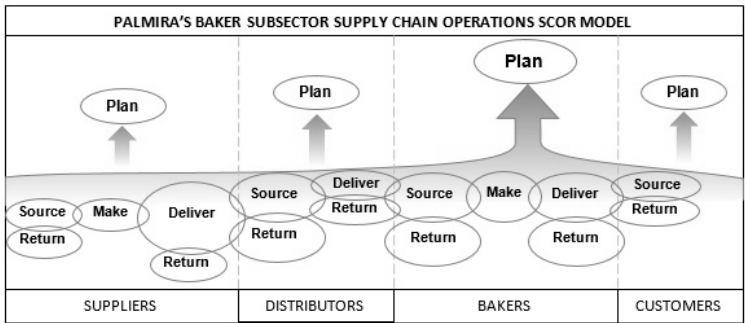 PALMIRA'S BAKER SUBSECTOR SUPPLY CHAIN OPERATIONS SCOR MODEL
Plan
Plan
Plan
Plan
Source
Make
Deliver
Return
Return
Source
Deliver
Return
Return
Source
Make
Deliver
Return
Return
Source
Return
SUPPLIERS
DISTRIBUTORS
BAKERS
CUSTOMERS